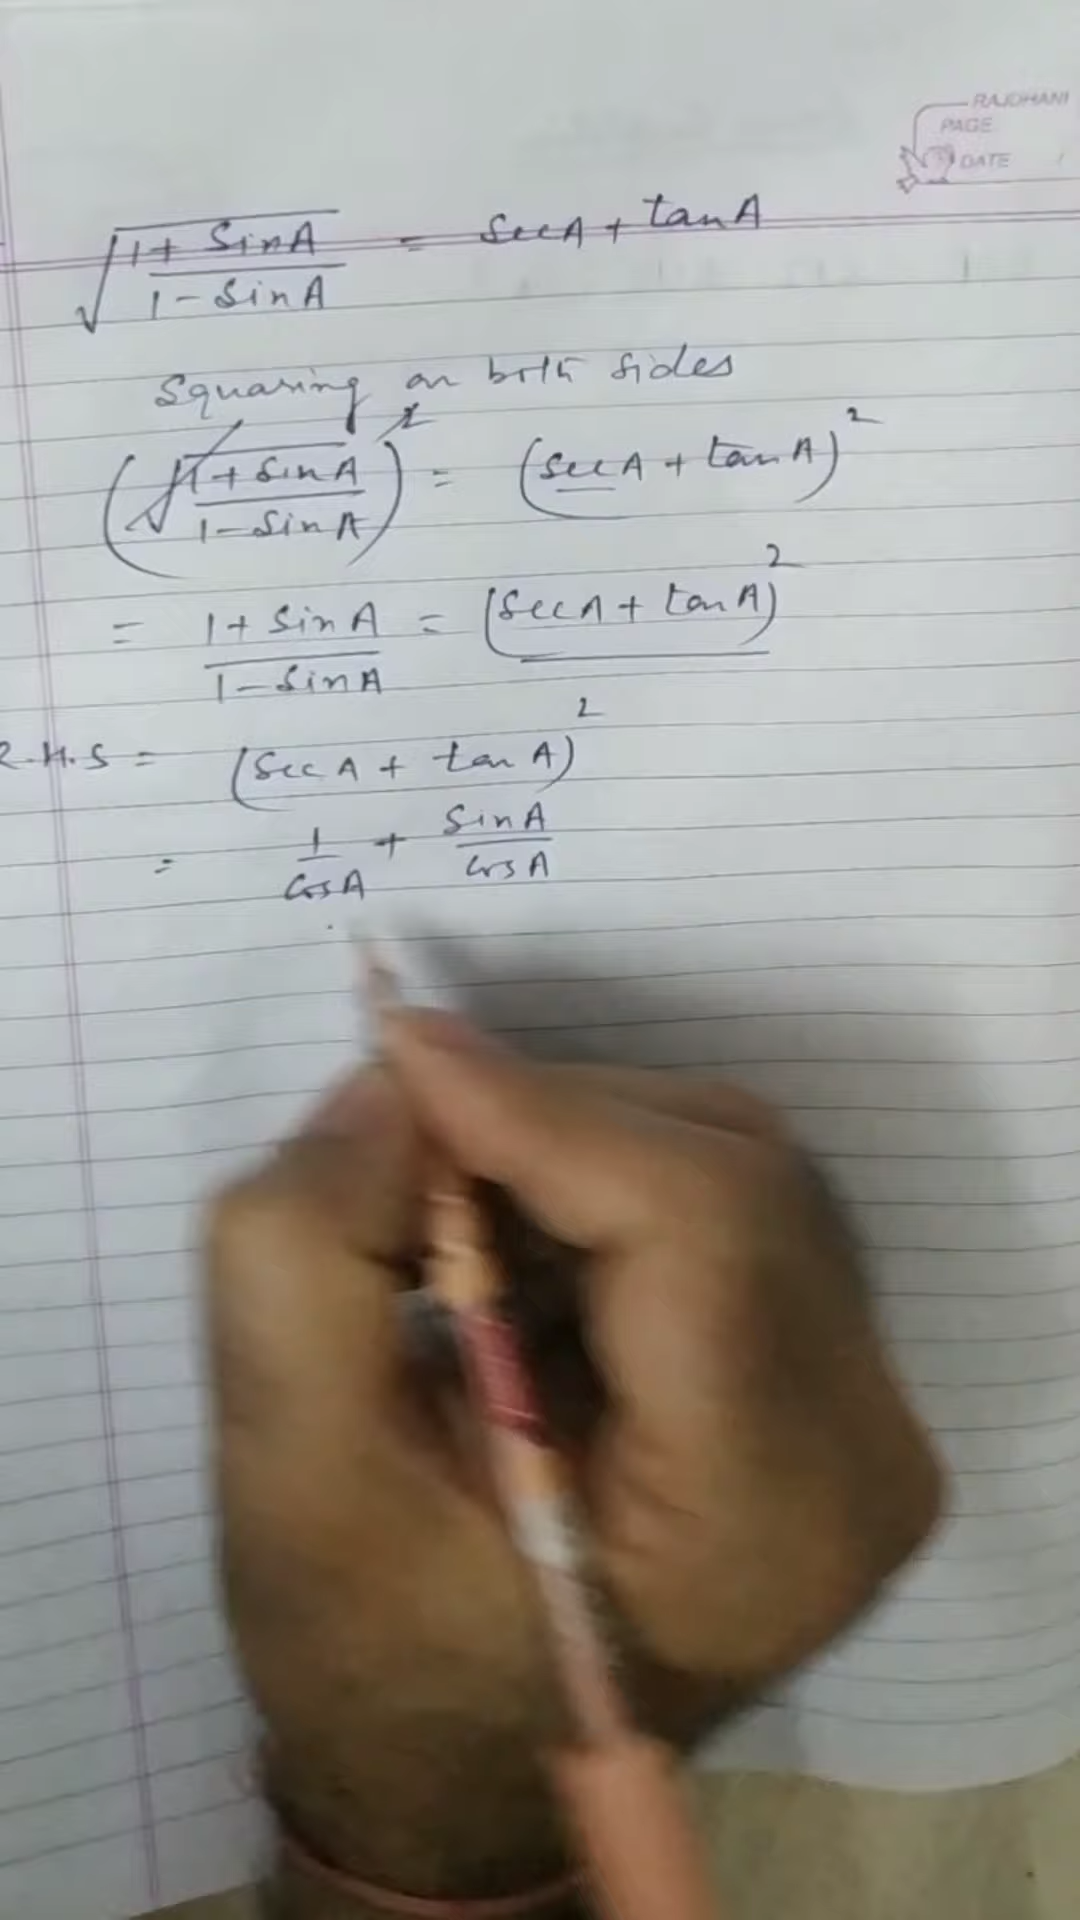 RAJDHANI
PAGE
DATE /
√(1 + SinA / 1 - SinA) = SecA + tanA
Squaring on both sides
(√(1 + SinA / 1 - SinA))² = (SecA + tanA)²
= 1 + SinA / 1 - SinA = (SecA + tanA)²
R.H.S = (SecA + tanA)²
= 1 / CosA + SinA / CosA